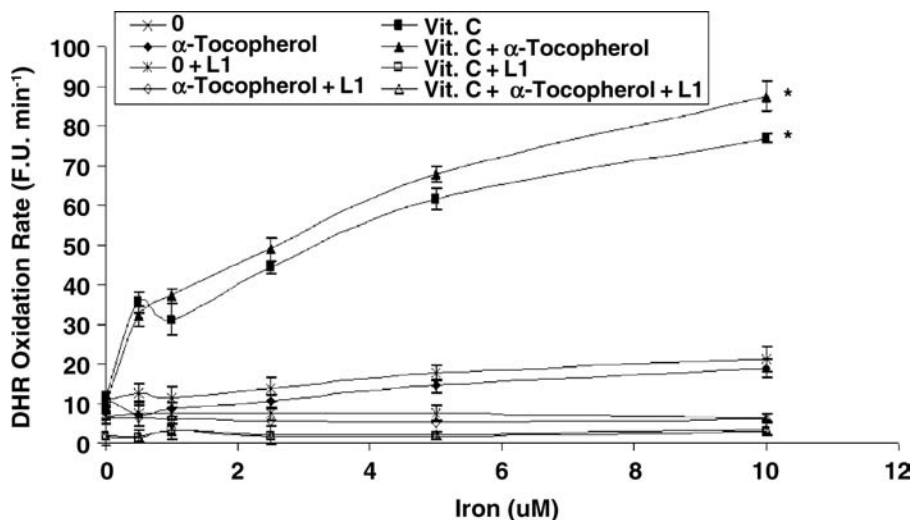 0
Vit. C
α-Tocopherol
Vit. C + α-Tocopherol
0 + L1
Vit. C + L1
α-Tocopherol + L1
Vit. C + α-Tocopherol + L1
DHR Oxidation Rate (F.U. min⁻¹)
100
90
80
70
60
50
40
30
20
10
0
*
*
0
2
4
6
8
10
12
Iron (uM)